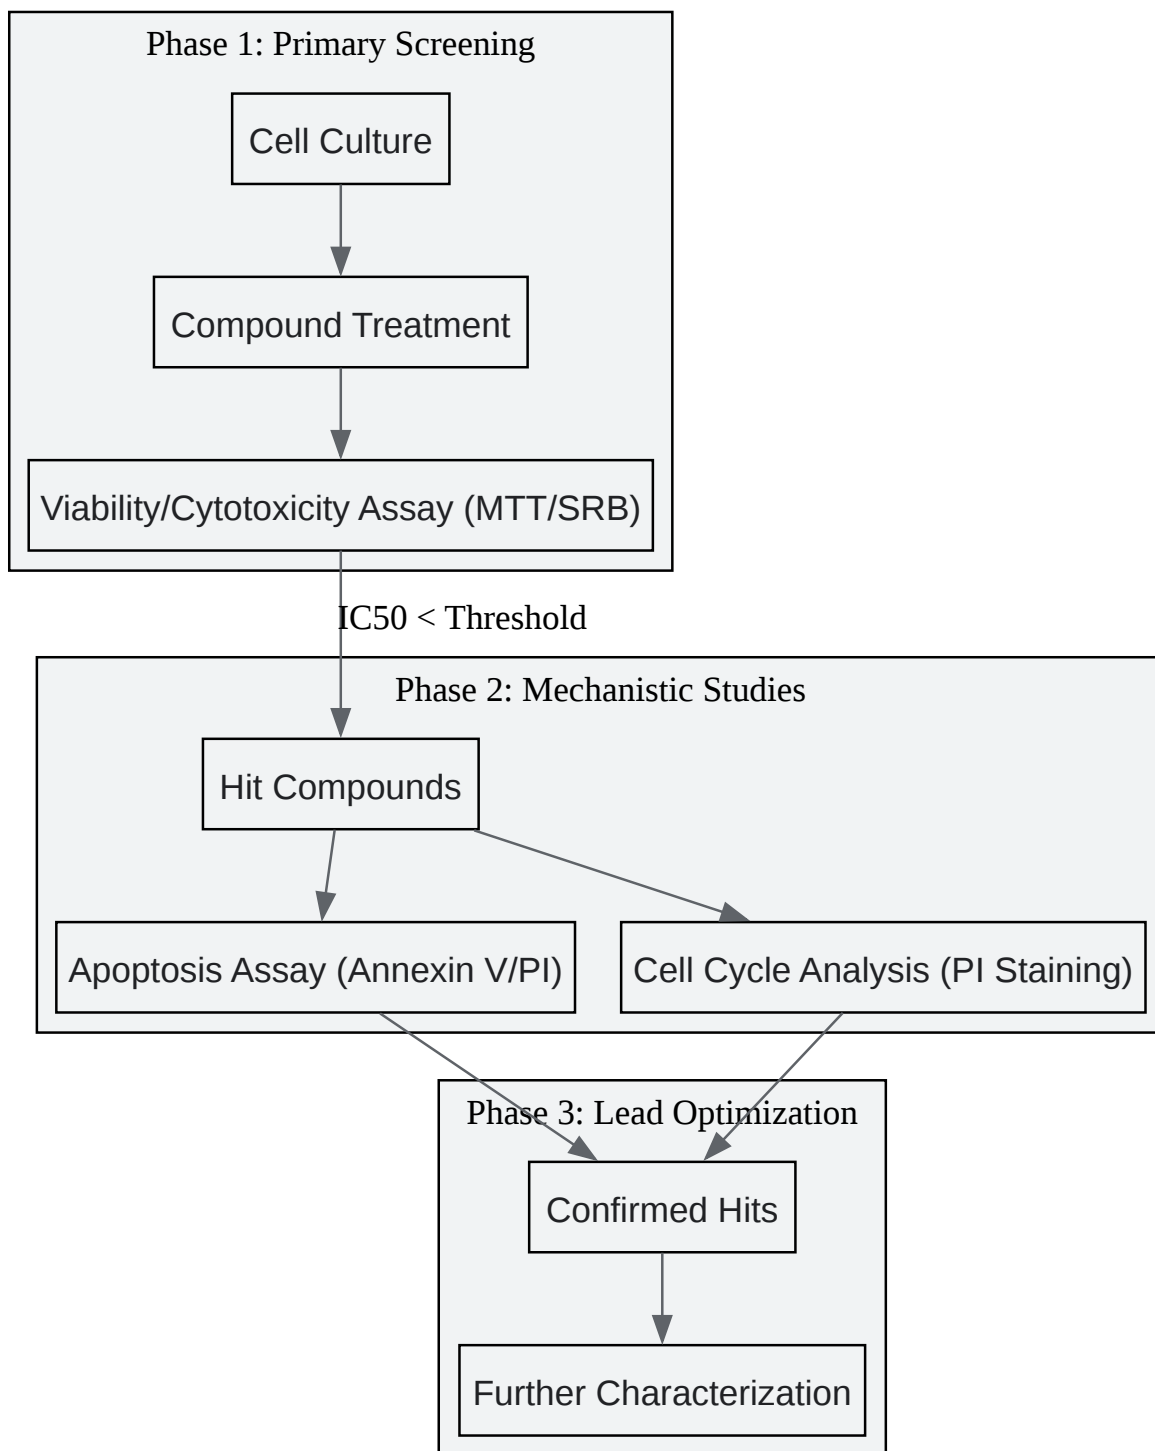 Phase 1: Primary Screening
Cell Culture
Compound Treatment
Viability/Cytotoxicity Assay (MTT/SRB)
IC50 < Threshold
Phase 2: Mechanistic Studies
Hit Compounds
Apoptosis Assay (Annexin V/PI)
Cell Cycle Analysis (PI Staining)
Phase 3: Lead Optimization
Confirmed Hits
Further Characterization